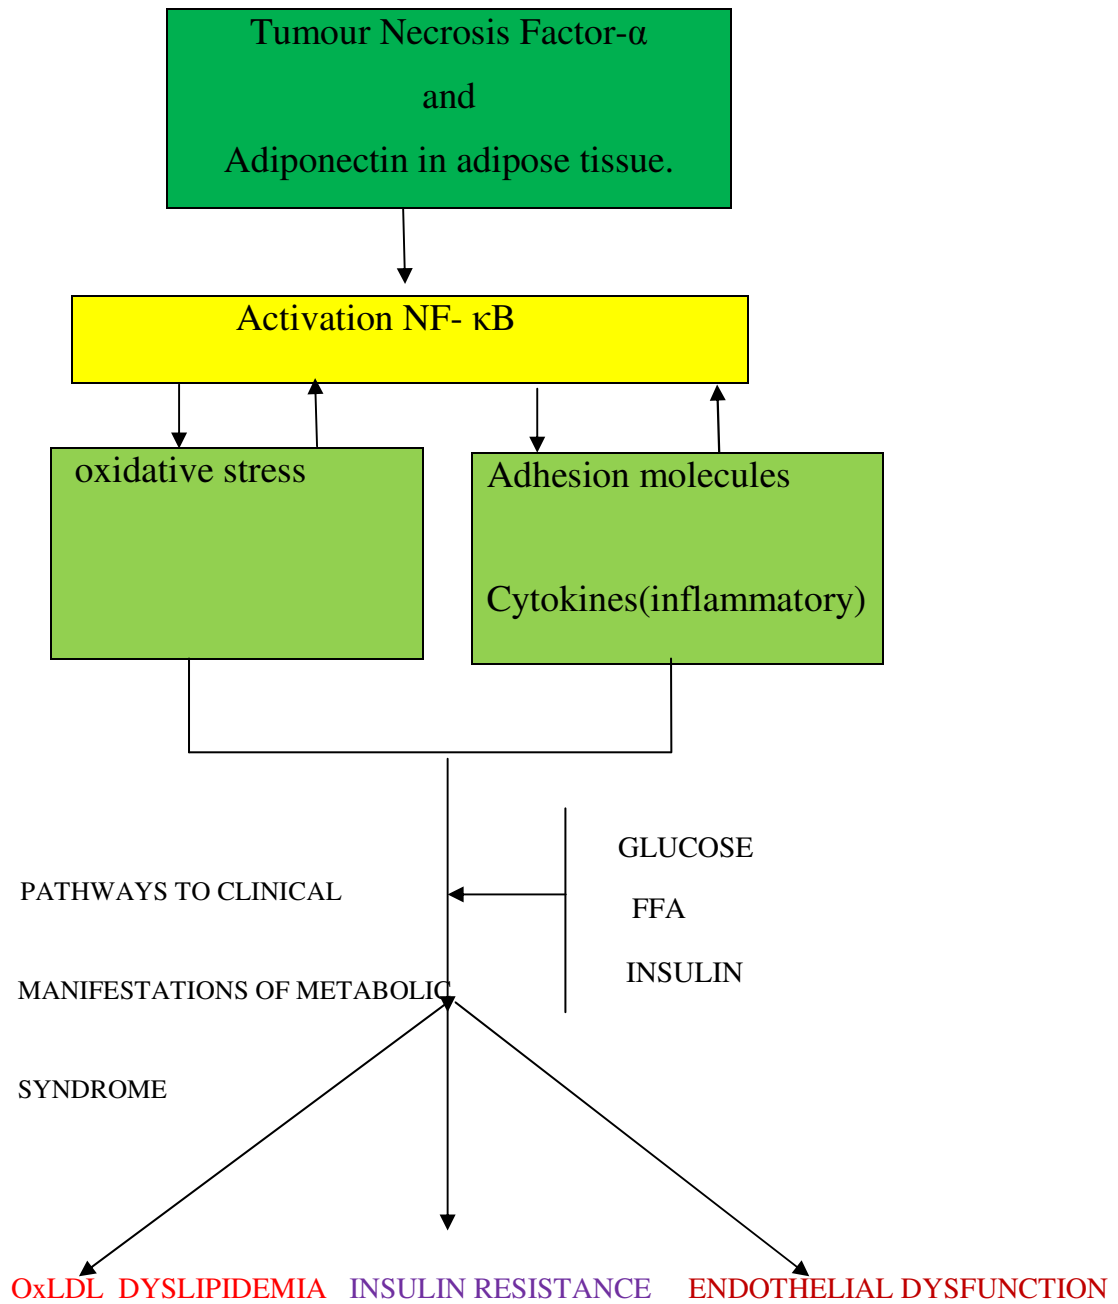 Tumour Necrosis Factor-α
and
Adiponectin in adipose tissue.
Activation NF- κB
oxidative stress
Adhesion molecules
Cytokines(inflammatory)
GLUCOSE
PATHWAYS TO CLINICAL
FFA
INSULIN
MANIFESTATIONS OF METABOLIC
SYNDROME
OxLDL DYSLIPIDEMIA INSULIN RESISTANCE ENDOTHELIAL DYSFUNCTION